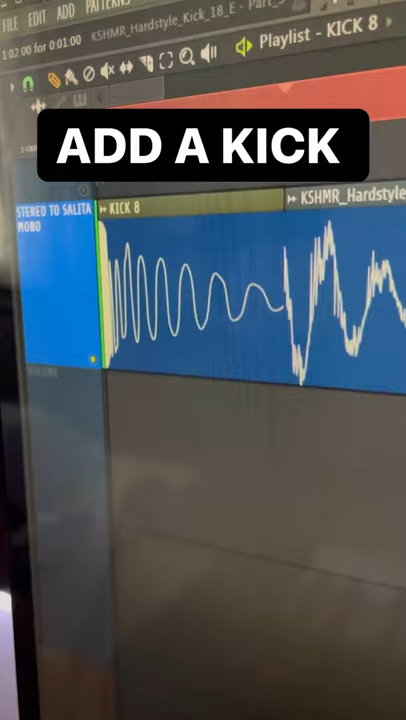 FILE EDIT ADD PATTERNS
1:02:00 for 0:01:00 KSHMR_Hardstyle_Kick_18_E - Part_
Playlist - KICK 8
ADD A KICK
STEREO TO SALITA
MONO
KICK 8
KSHMR_Hardstyle